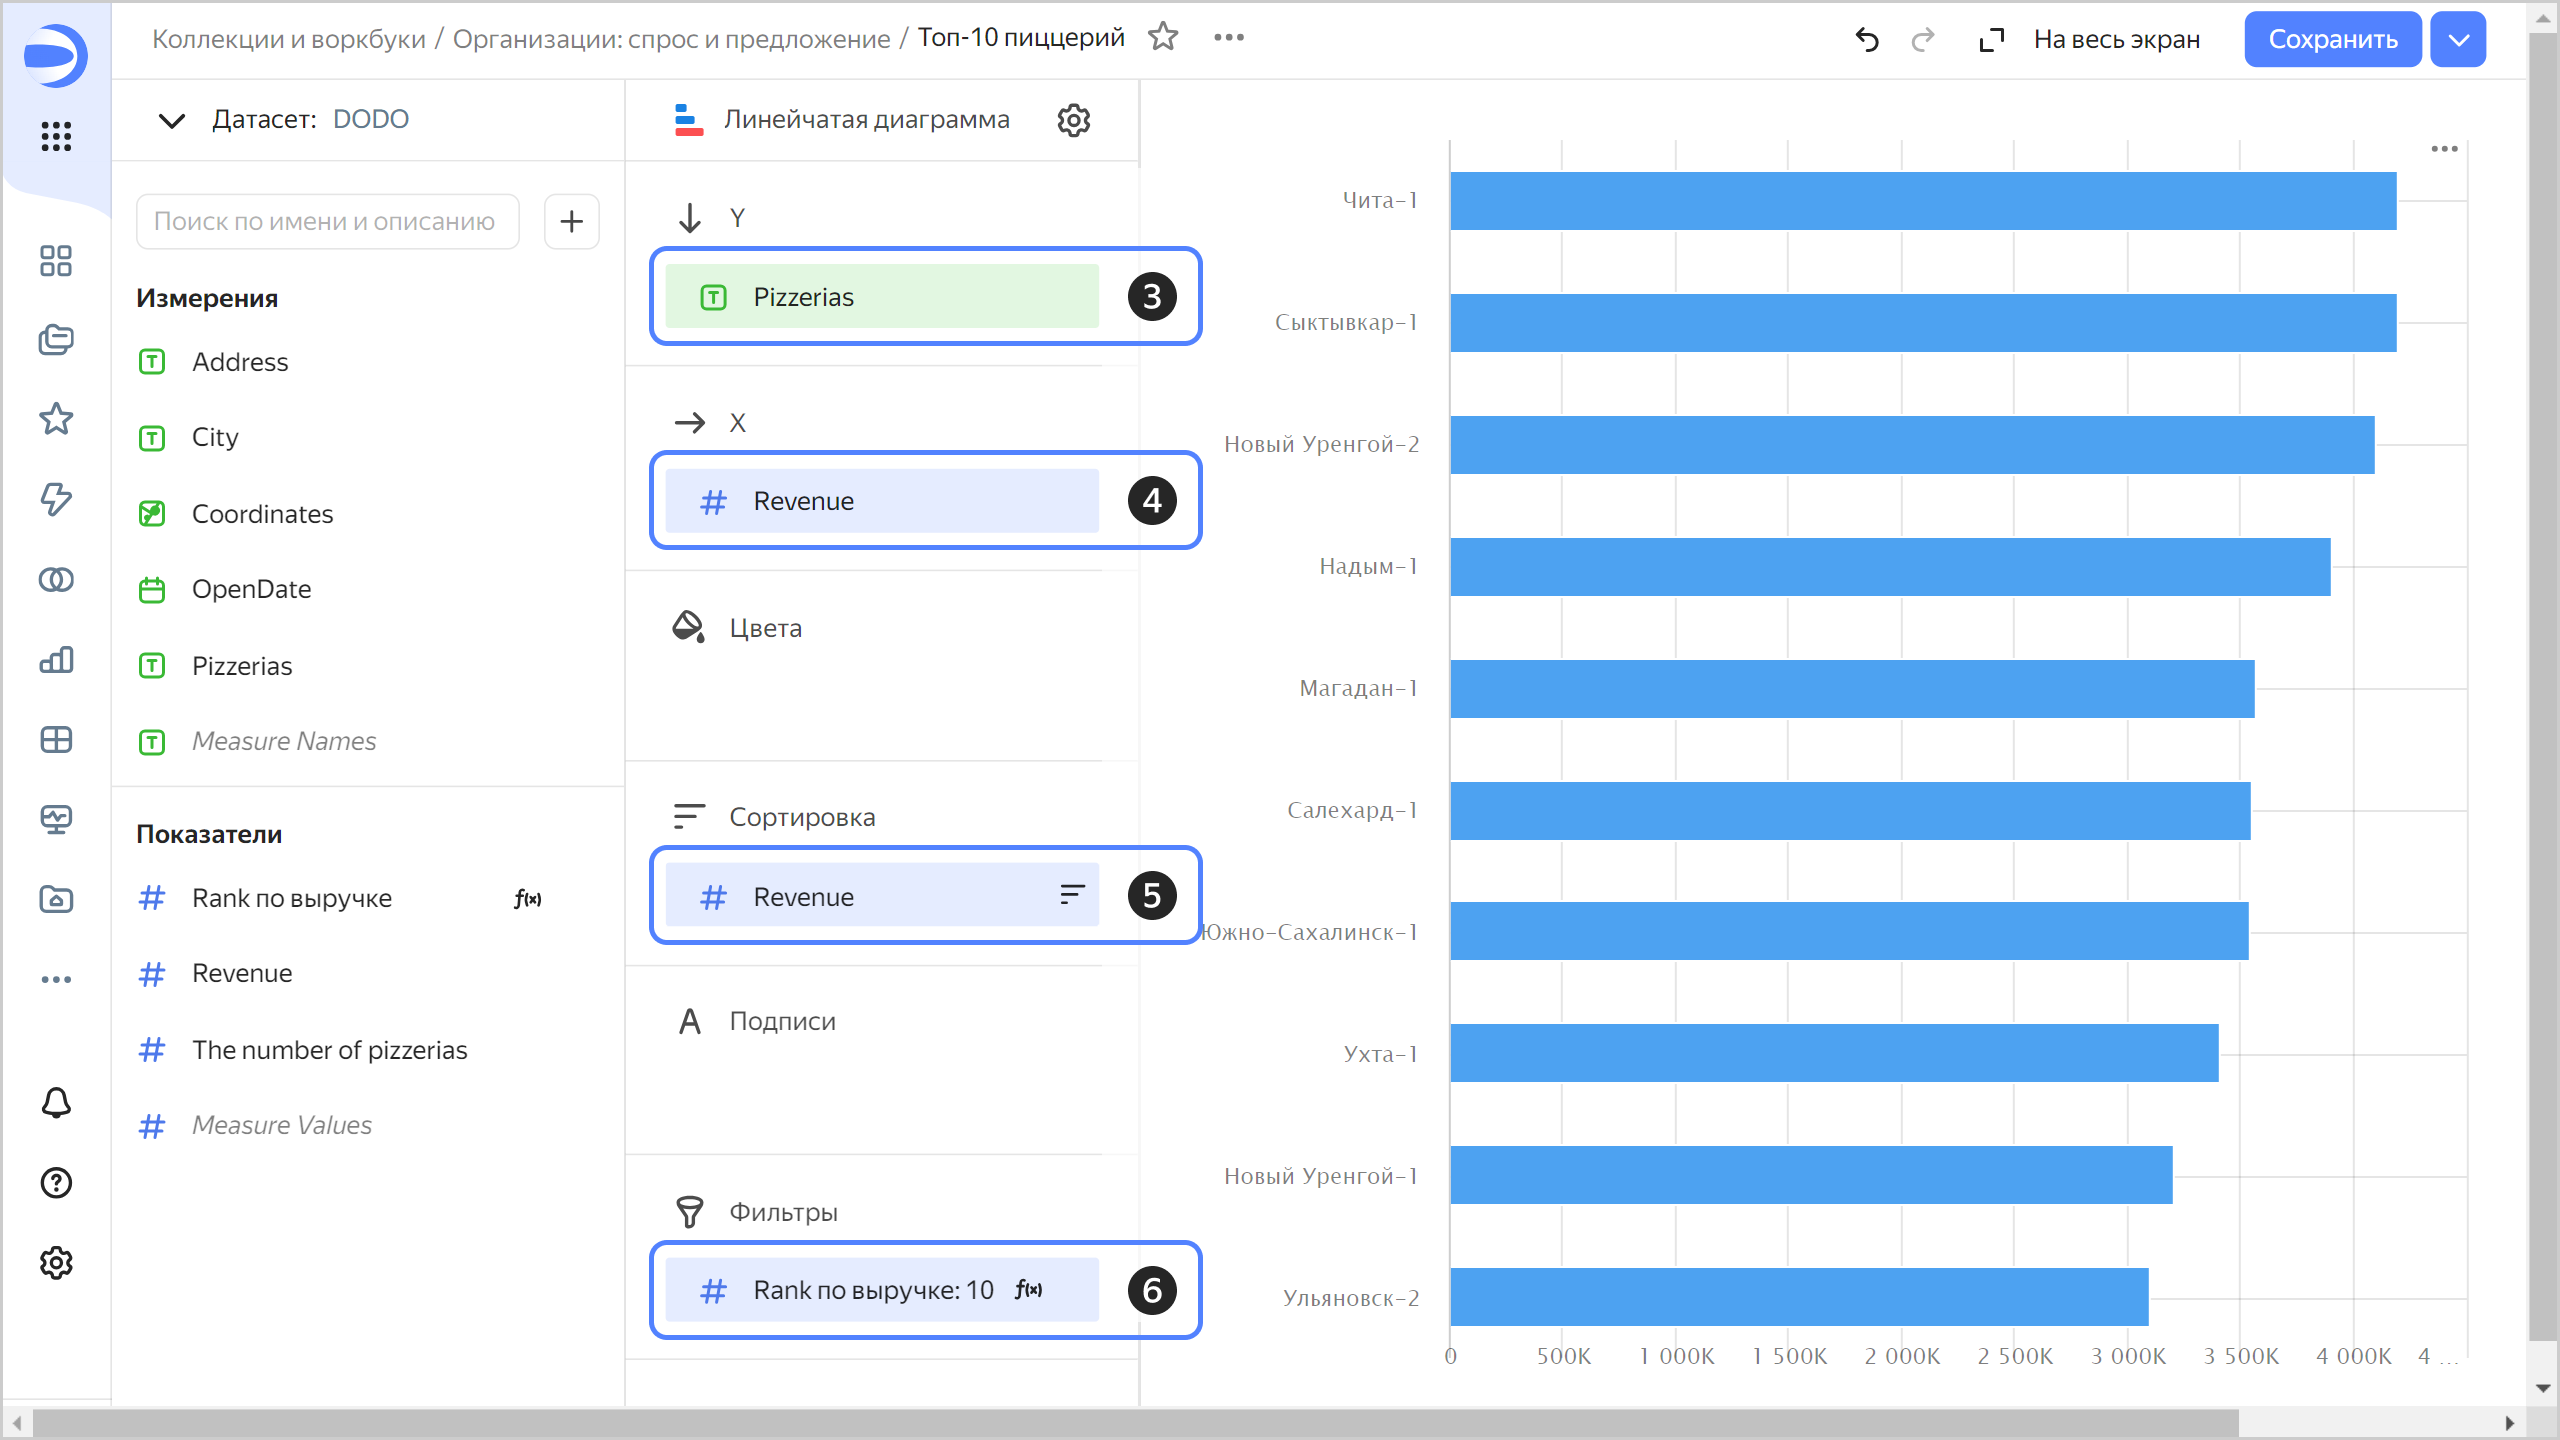 Коллекции и воркбуки / Организации: спрос и предложение / Топ-10 пиццерий
На весь экран
Сохранить
Датасет: DODO
Поиск по имени и описанию
Измерения
Address
City
Coordinates
OpenDate
Pizzerias
Measure Names
Показатели
Rank по выручке f(x)
Revenue
The number of pizzerias
Measure Values
Линейчатая диаграмма
Y
Pizzerias
3
X
Revenue
4
Цвета
Сортировка
Revenue
5
Подписи
Фильтры
Rank по выручке: 10 f(x)
6
Чита-1
Сыктывкар-1
Новый Уренгой-2
Надым-1
Магадан-1
Салехард-1
Южно-Сахалинск-1
Ухта-1
Новый Уренгой-1
Ульяновск-2
0 500K 1 000K 1 500K 2 000K 2 500K 3 000K 3 500K 4 000K 4 ...